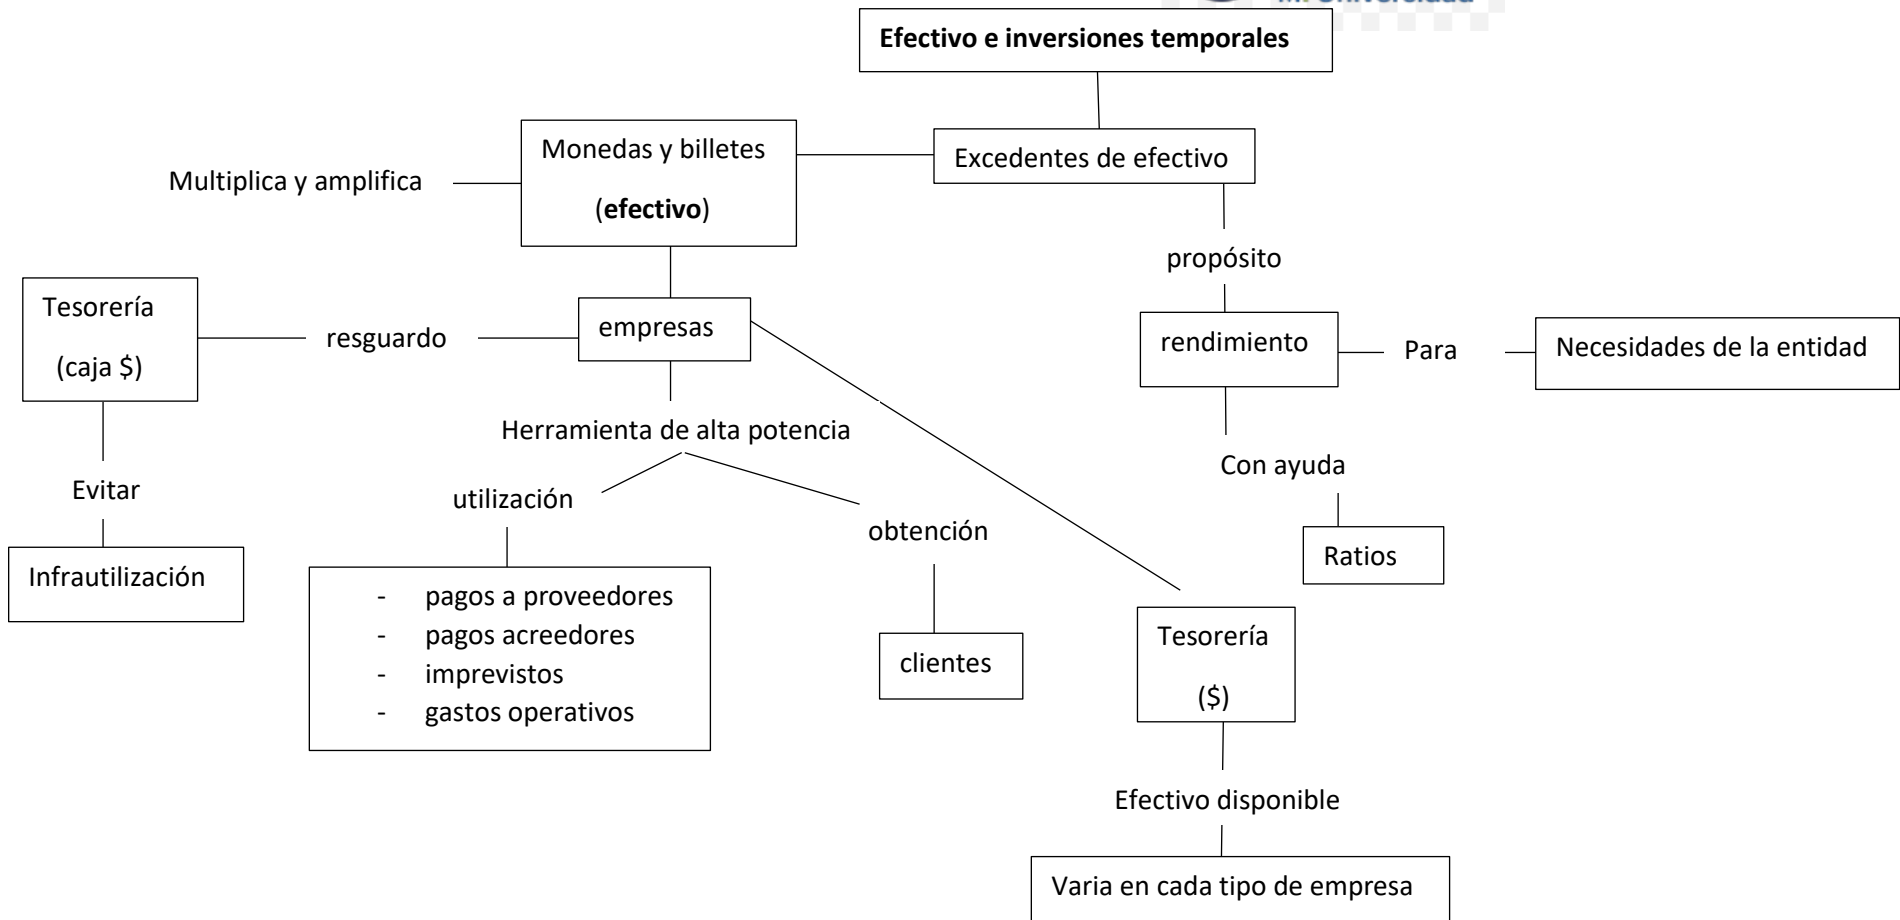 Mi Universidad
Efectivo e inversiones temporales
Monedas y billetes
(efectivo)
Excedentes de efectivo
Multiplica y amplifica
propósito
Tesorería
(caja $)
resguardo
empresas
rendimiento
Para
Necesidades de la entidad
Herramienta de alta potencia
Con ayuda
Evitar
utilización
obtención
Ratios
Infrautilización
- pagos a proveedores
- pagos acreedores
- imprevistos
- gastos operativos
clientes
Tesorería
($)
Efectivo disponible
Varia en cada tipo de empresa